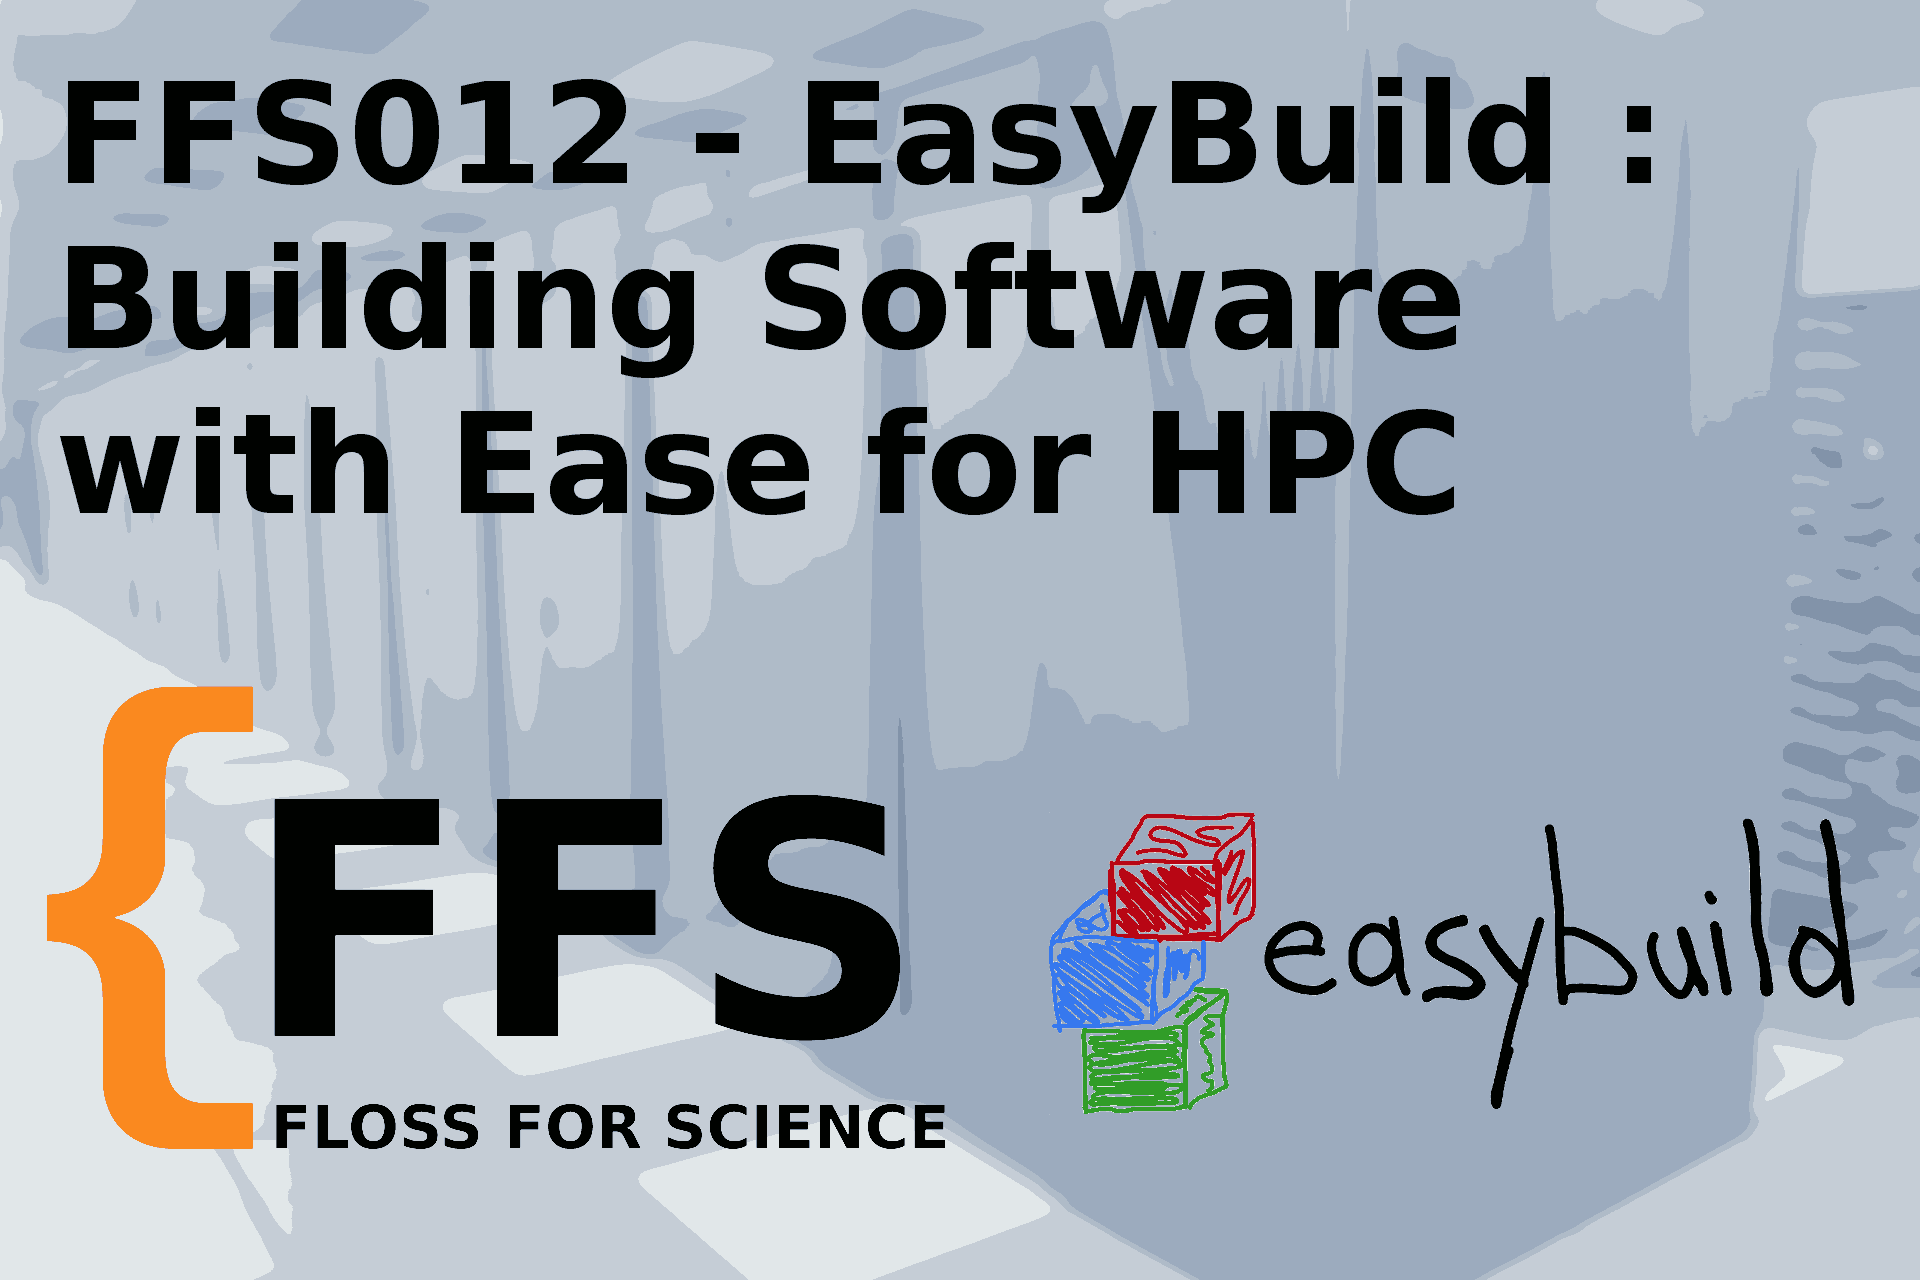 FFS012 - EasyBuild :
Building Software
with Ease for HPC
{FFS
FLOSS FOR SCIENCE
easybuild